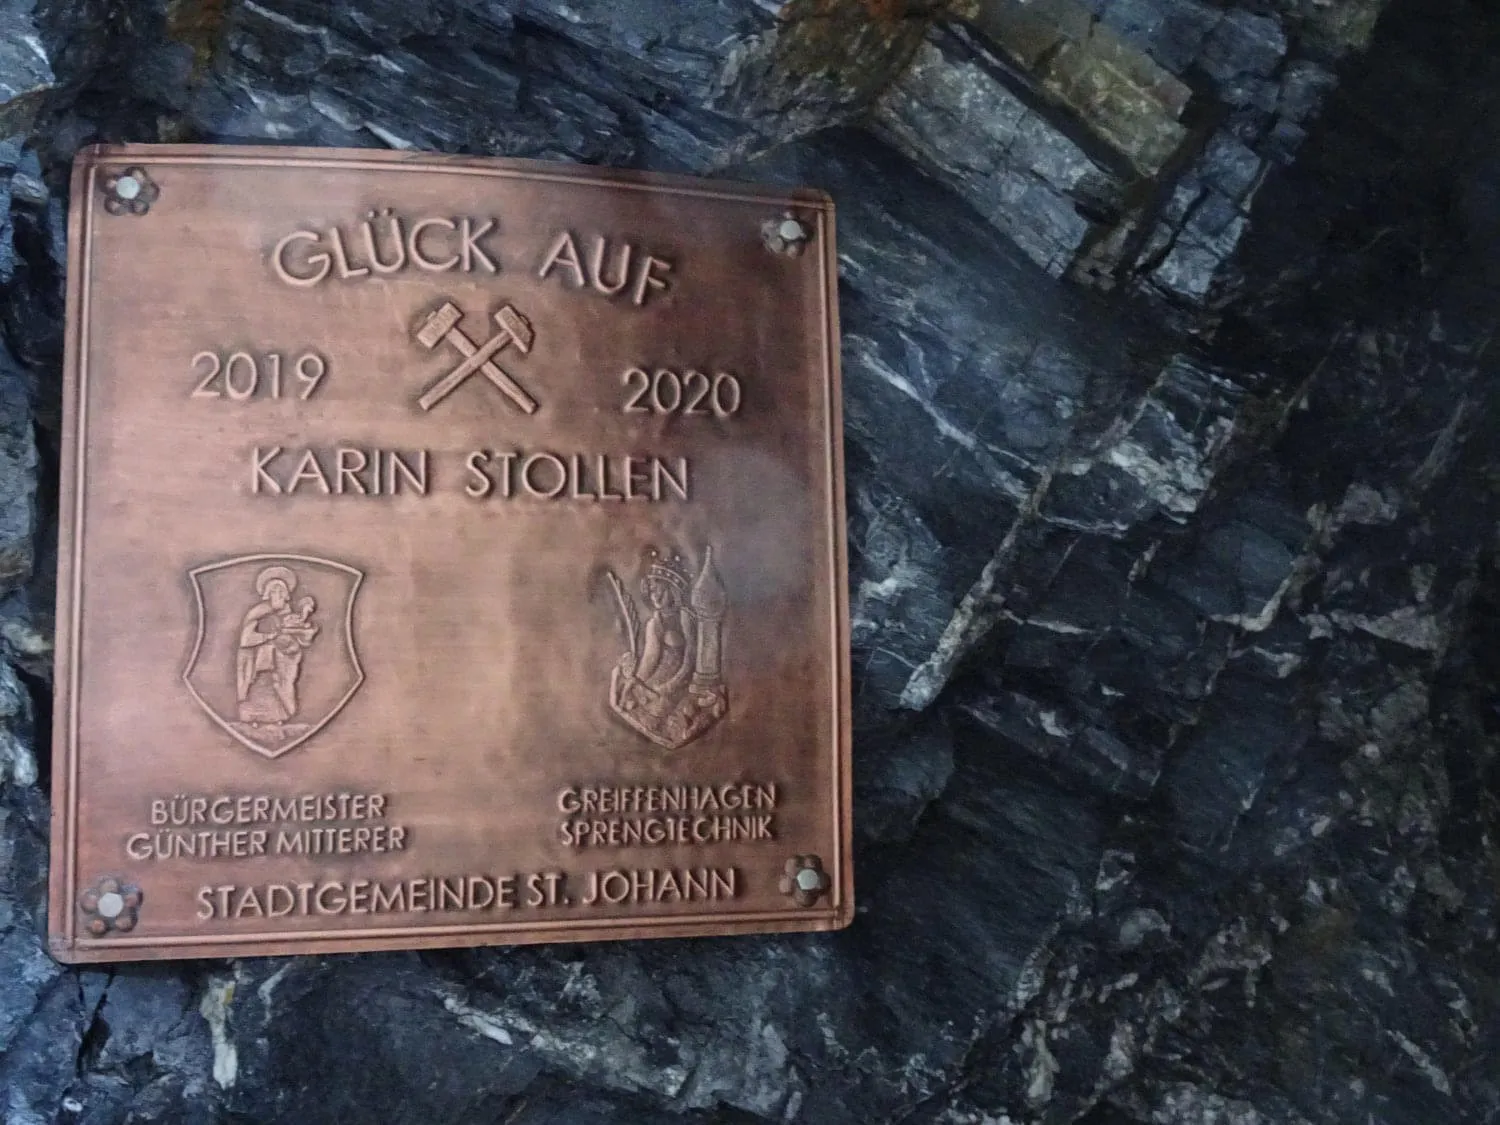 GLÜCK AUF
2019 2020
KARIN STOLLEN
BÜRGERMEISTER
GÜNTHER MITTERER
GREIFFENHAGEN
SPRENGTECHNIK
STADTGEMEINDE ST. JOHANN